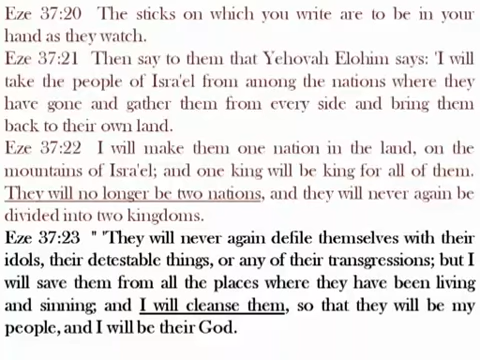 Eze 37:20 The sticks on which you write are to be in your
hand as they watch.
Eze 37:21 Then say to them that Yehovah Elohim says: 'I will
take the people of Isra'el from among the nations where they
have gone and gather them from every side and bring them
back to their own land.
Eze 37:22 I will make them one nation in the land, on the
mountains of Isra'el; and one king will be king for all of them.
They will no longer be two nations, and they will never again be
divided into two kingdoms.
Eze 37:23 " 'They will never again defile themselves with their
idols, their detestable things, or any of their transgressions; but I
will save them from all the places where they have been living
and sinning; and I will cleanse them, so that they will be my
people, and I will be their God.